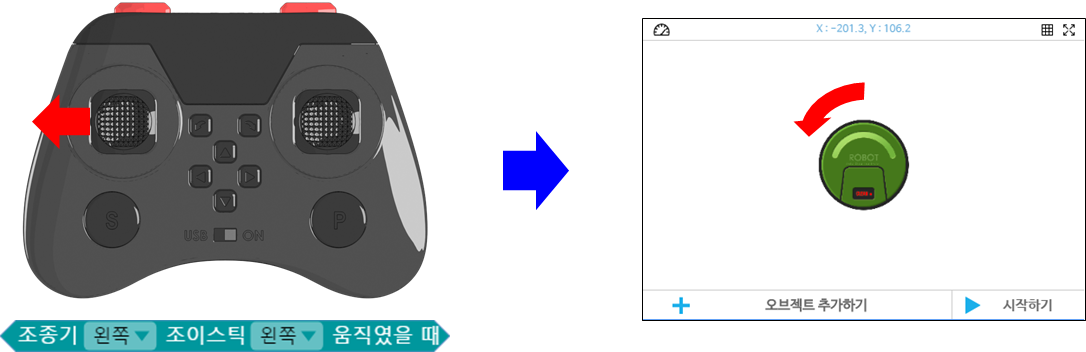 S
P
USB ON
조종기 왼쪽 ▼ 조이스틱 왼쪽 ▼ 움직였을 때
X : -201.3, Y : 106.2
ROBOT
오브젝트 추가하기
시작하기